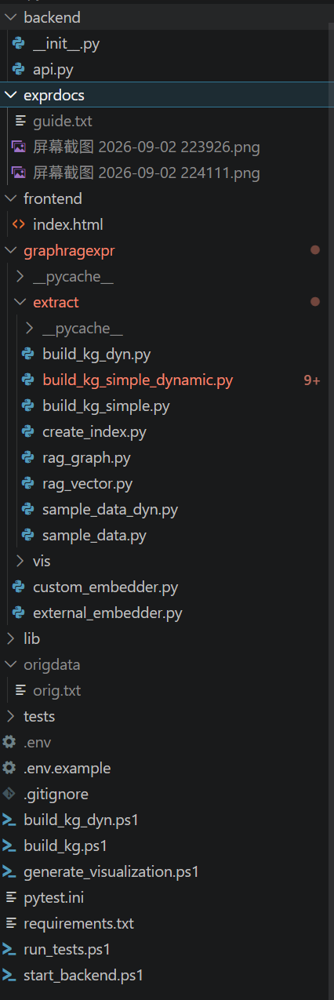 backend
__init__.py
api.py
exprdocs
guide.txt
屏幕截图 2026-09-02 223926.png
屏幕截图 2026-09-02 224111.png
frontend
index.html
graphragexpr
__pycache__
extract
__pycache__
build_kg_dyn.py
build_kg_simple_dynamic.py 9+
build_kg_simple.py
create_index.py
rag_graph.py
rag_vector.py
sample_data_dyn.py
sample_data.py
vis
custom_embedder.py
external_embedder.py
lib
origdata
orig.txt
tests
.env
.env.example
.gitignore
build_kg_dyn.ps1
build_kg.ps1
generate_visualization.ps1
pytest.ini
requirements.txt
run_tests.ps1
start_backend.ps1